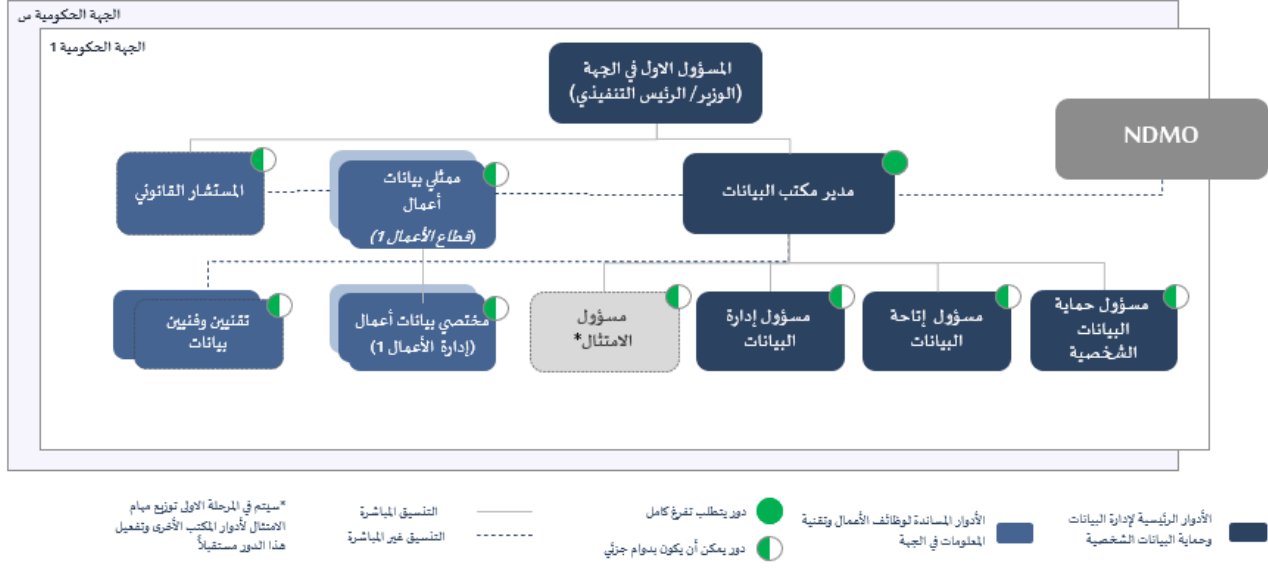 الجهة الحكومية س
الجهة الحكومية 1
المسؤول الاول في الجهة
(الوزير/ الرئيس التنفيذي)
NDMO
مدير مكتب البيانات
ممثلي بيانات
أعمال
(قطاع الأعمال 1)
المستشار القانوني
مسؤول حماية
البيانات
الشخصية
مسؤول إتاحة
البيانات
مسؤول إدارة
البيانات
مسؤول
الامتثال*
مختصي بيانات أعمال
(إدارة الأعمال 1)
تقنيين وفنيين
بيانات
الأدوار الرئيسية لإدارة البيانات
وحماية البيانات الشخصية
الأدوار المساندة لوظائف الأعمال وتقنية
المعلومات في الجهة
دور يتطلب تفرغ كامل
دور يمكن أن يكون بدوام جزئي
التنسيق المباشرة
التنسيق غير المباشرة
*سيتم في المرحلة الاولى توزيع مهام
الامتثال لأدوار المكتب الأخرى وتفعيل
هذا الدور مستقبلاً